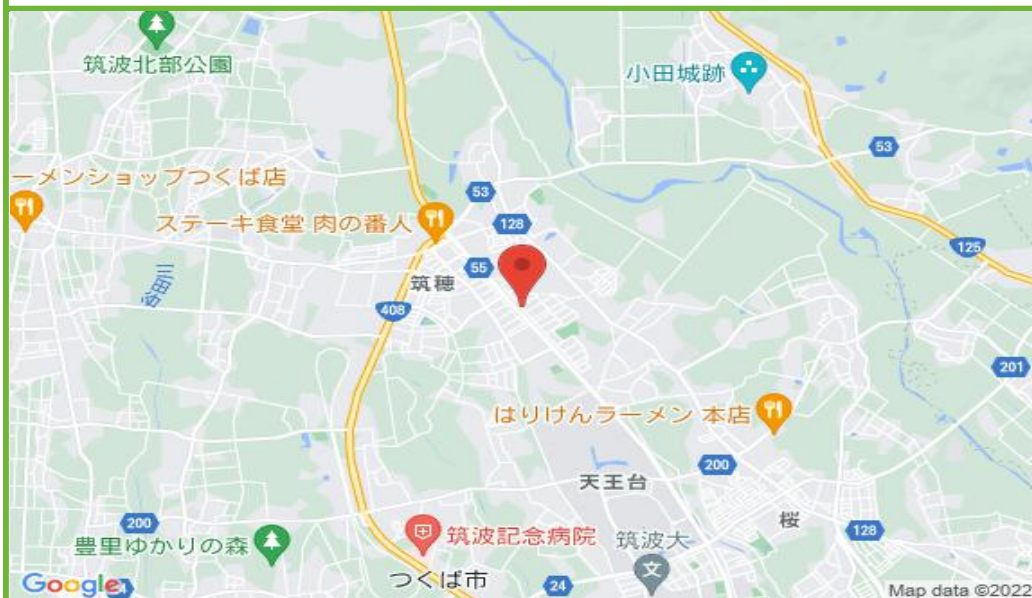 筑波北部公園
小田城跡
53
ーメンショップつくば店
53
ステーキ食堂 肉の番人
128
125
55
筑穂
408
201
はりけんラーメン 本店
200
天王台
桜
200
128
筑波記念病院
筑波大
豊里ゆかりの森
つくば市
24
Google
Map data ©2022